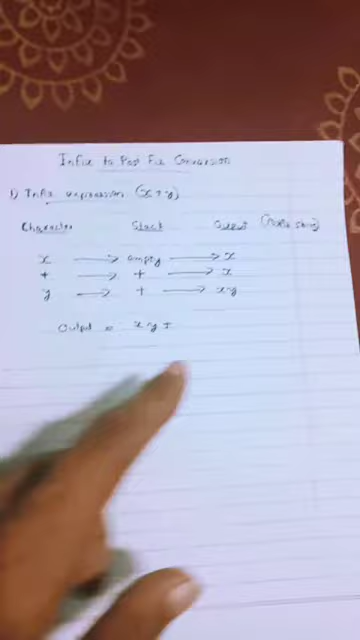 Infix to Post Fix Conversion
1) Infix expression (x+y)
Character Stack Output (Postfix string)
x → empty → x
+ → + → x
y → + → xy
Output = xy+